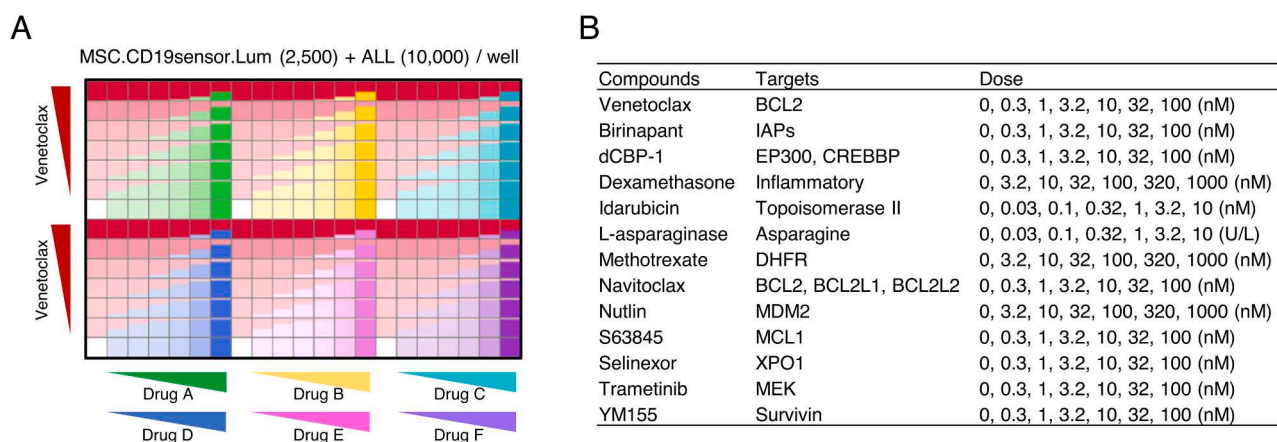 A
MSC.CD19sensor.Lum (2,500) + ALL (10,000) / well
Venetoclax
Venetoclax
Drug A Drug B Drug C
Drug D Drug E Drug F
B
Compounds Targets Dose
Venetoclax BCL2 0, 0.3, 1, 3.2, 10, 32, 100 (nM)
Birinapant IAPs 0, 0.3, 1, 3.2, 10, 32, 100 (nM)
dCBP-1 EP300, CREBBP 0, 0.3, 1, 3.2, 10, 32, 100 (nM)
Dexamethasone Inflammatory 0, 3.2, 10, 32, 100, 320, 1000 (nM)
Idarubicin Topoisomerase II 0, 0.03, 0.1, 0.32, 1, 3.2, 10 (nM)
L-asparaginase Asparagine 0, 0.03, 0.1, 0.32, 1, 3.2, 10 (U/L)
Methotrexate DHFR 0, 3.2, 10, 32, 100, 320, 1000 (nM)
Navitoclax BCL2, BCL2L1, BCL2L2 0, 0.3, 1, 3.2, 10, 32, 100 (nM)
Nutlin MDM2 0, 3.2, 10, 32, 100, 320, 1000 (nM)
S63845 MCL1 0, 0.3, 1, 3.2, 10, 32, 100 (nM)
Selinexor XPO1 0, 0.3, 1, 3.2, 10, 32, 100 (nM)
Trametinib MEK 0, 0.3, 1, 3.2, 10, 32, 100 (nM)
YM155 Survivin 0, 0.3, 1, 3.2, 10, 32, 100 (nM)